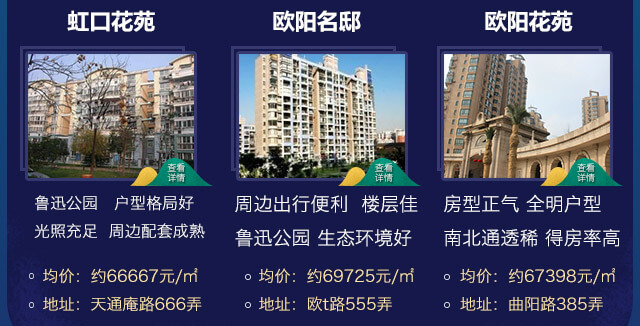 虹口花苑
查看
详情
鲁迅公园 户型格局好
光照充足 周边配套成熟
均价：约66667元/㎡
地址：天通庵路666弄
欧阳名邸
查看
详情
周边出行便利 楼层佳
鲁迅公园 生态环境好
均价：约69725元/㎡
地址：欧t路555弄
欧阳花苑
查看
详情
房型正气 全明户型
南北通透稀 得房率高
均价：约67398元/㎡
地址：曲阳路385弄